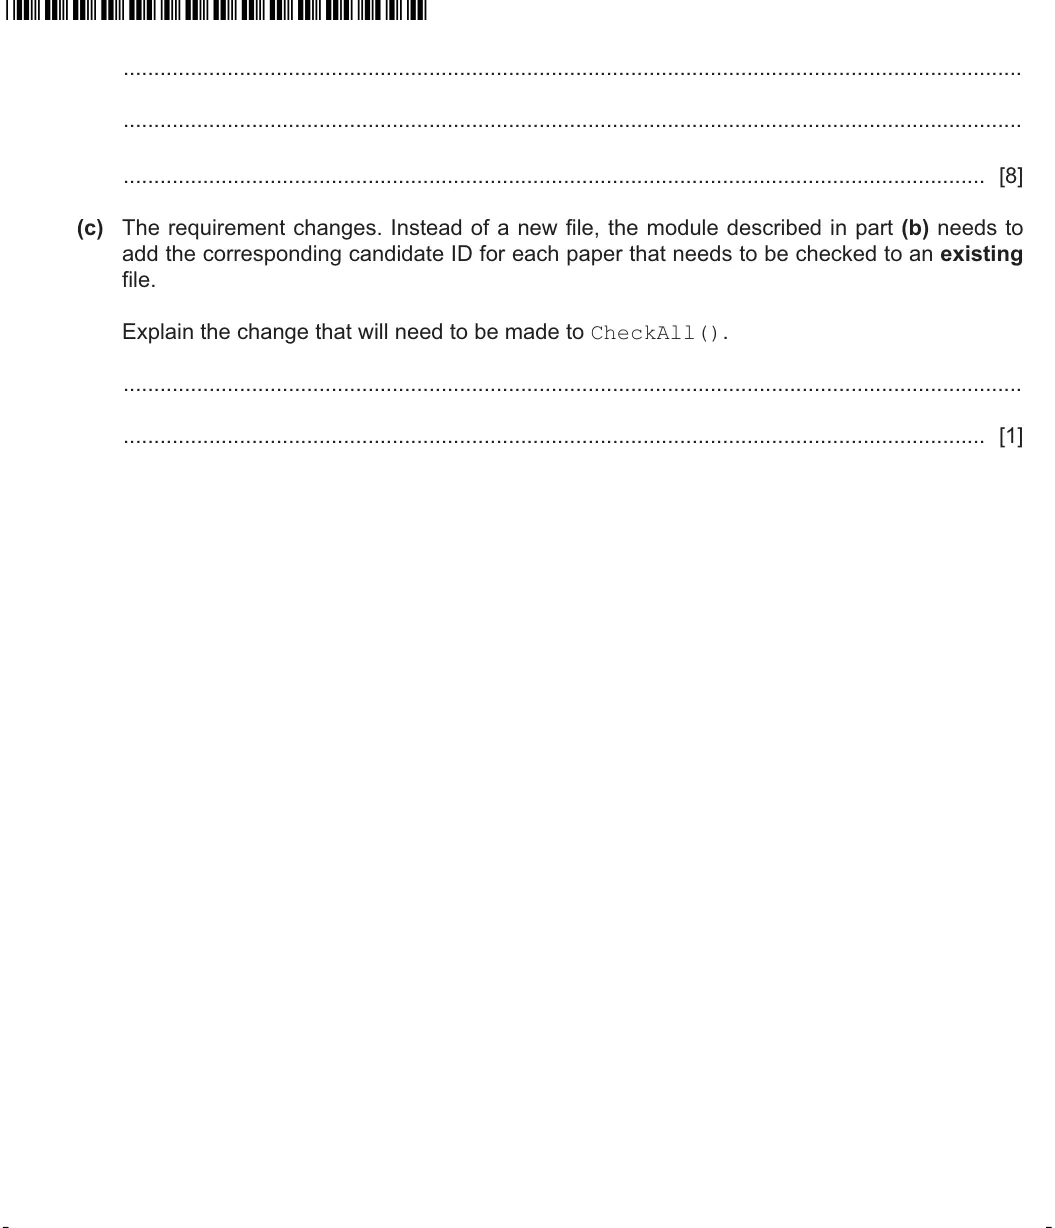 [8]
(c) The requirement changes. Instead of a new file, the module described in part (b) needs to
add the corresponding candidate ID for each paper that needs to be checked to an existing
file.
Explain the change that will need to be made to CheckAll().
[1]